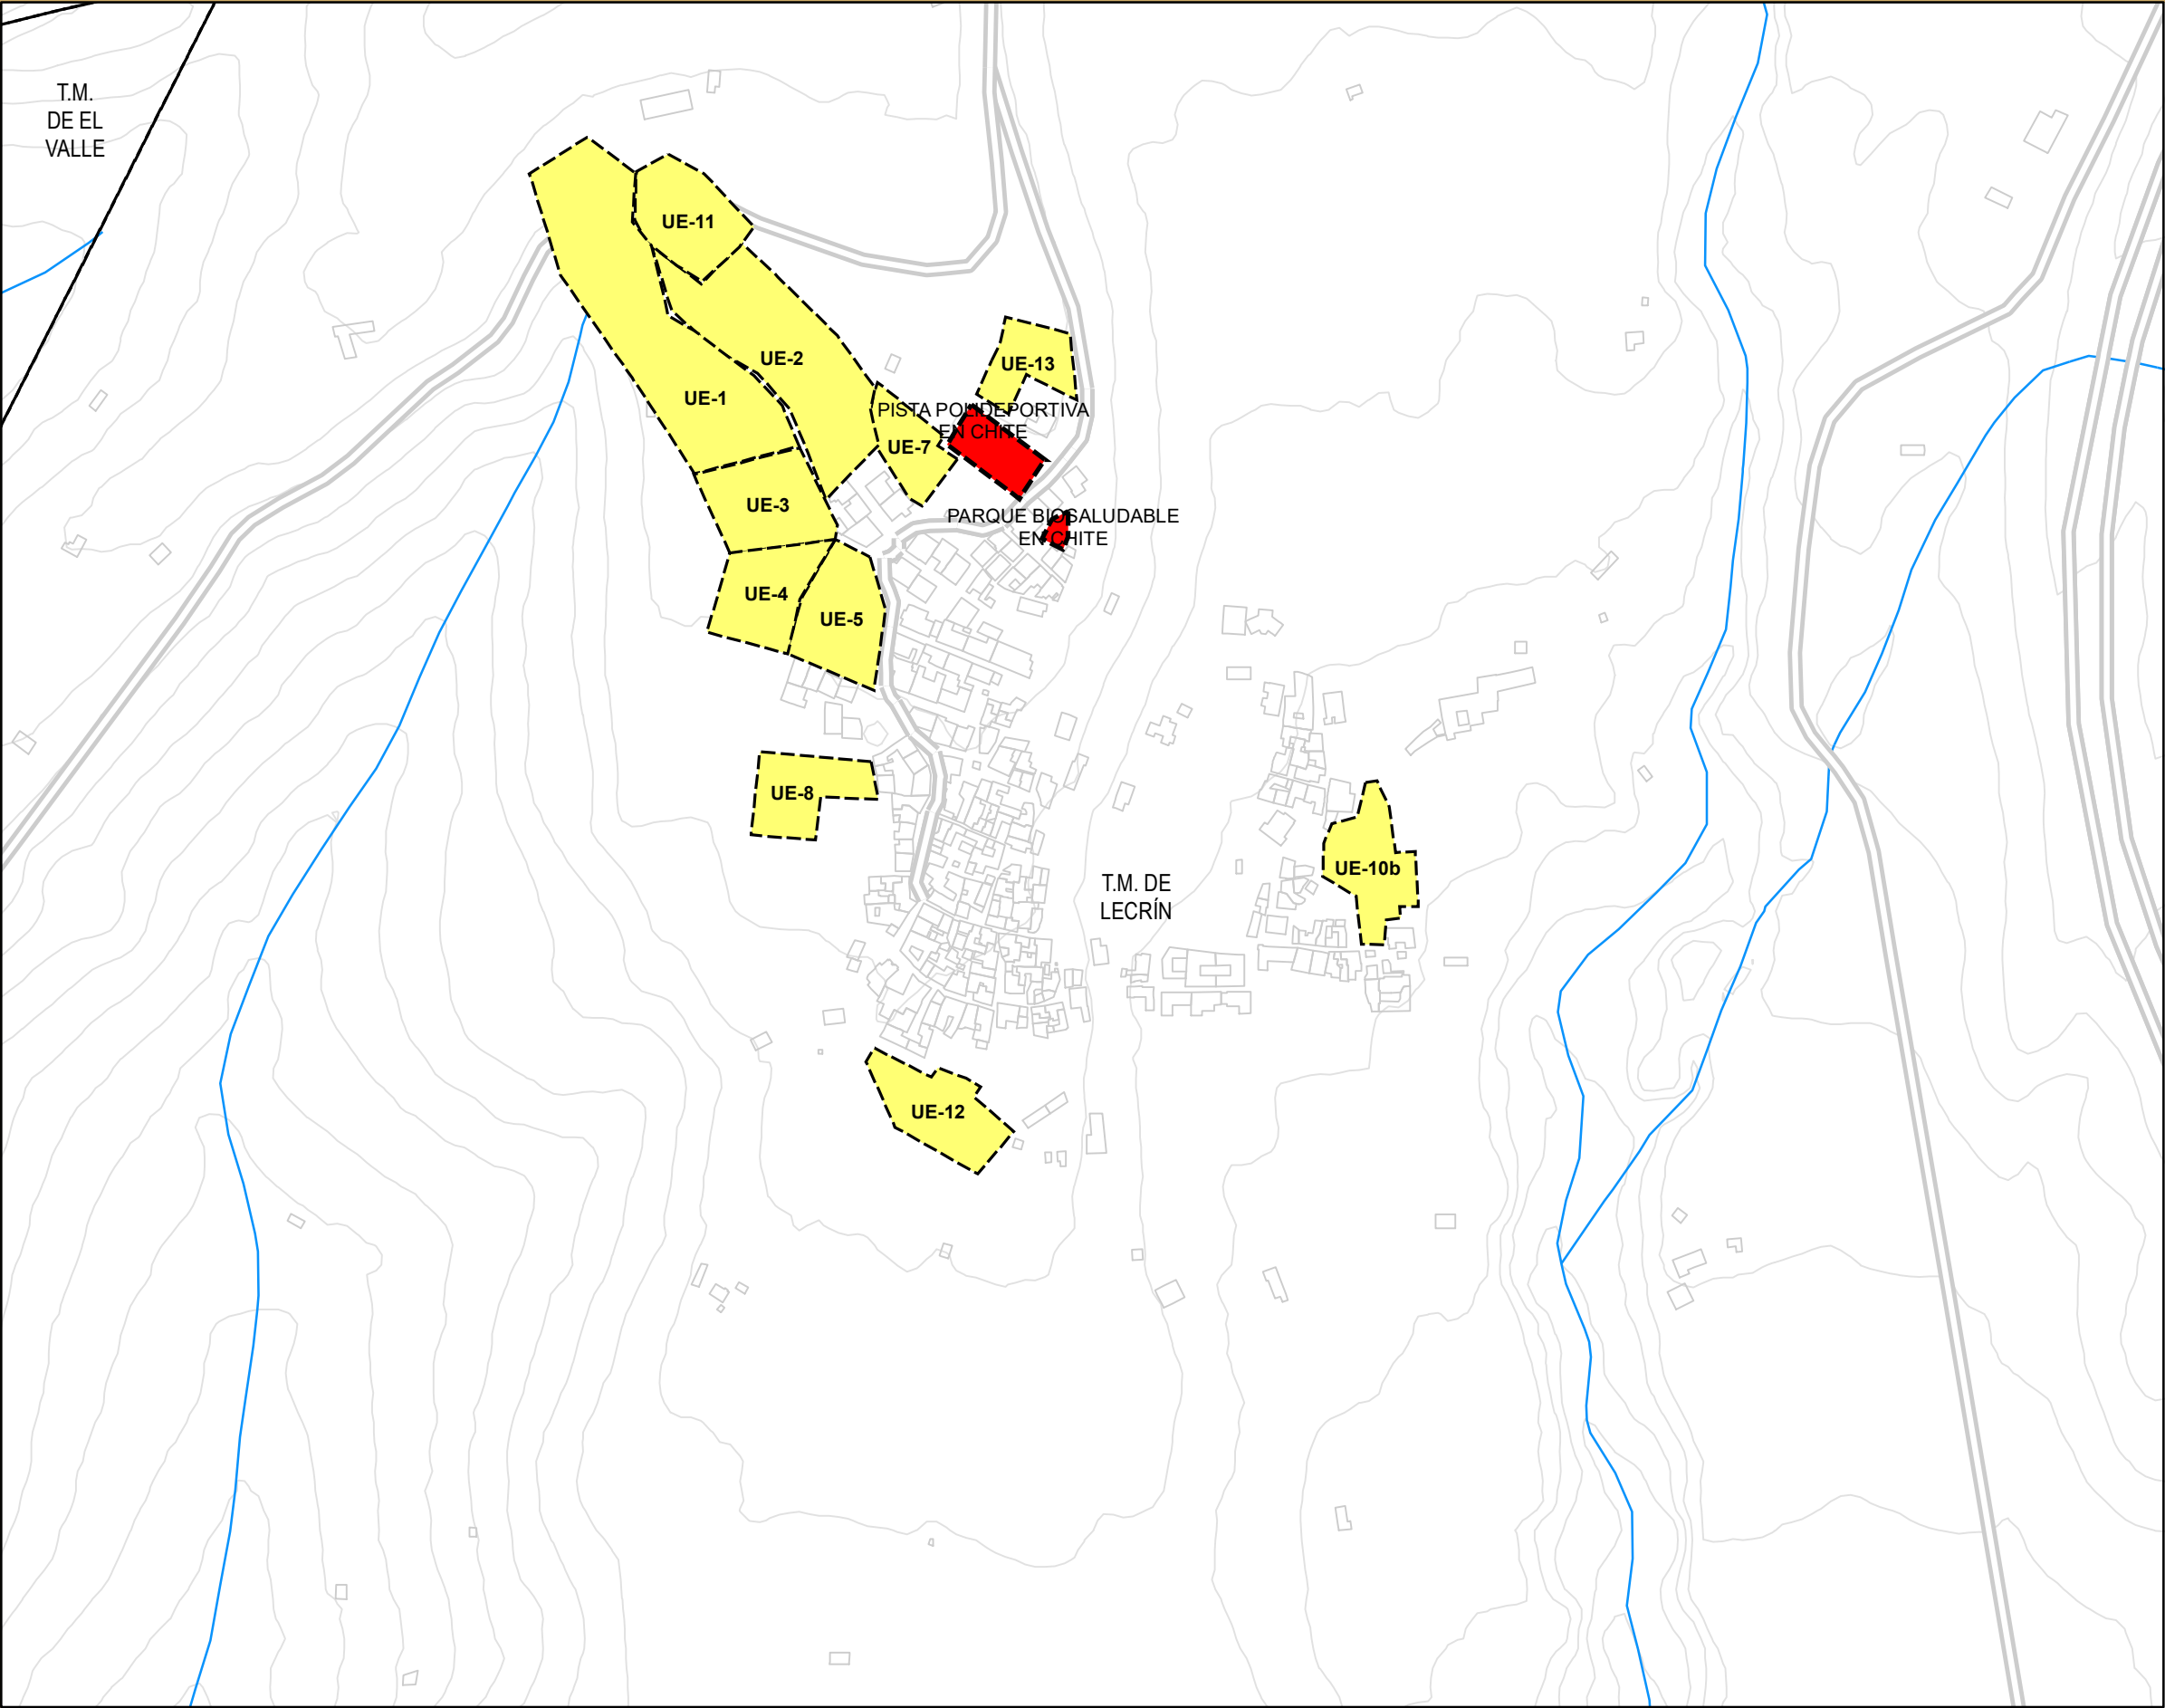 T.M.
DE EL
VALLE
UE-11
UE-2
UE-13
UE-1
PISTA POLIDEPORTIVA
EN CHITE
UE-7
UE-3
PARQUE BIOSALUDABLE
EN CHITE
UE-4
UE-5
UE-8
UE-10b
T.M. DE
LECRÍN
UE-12